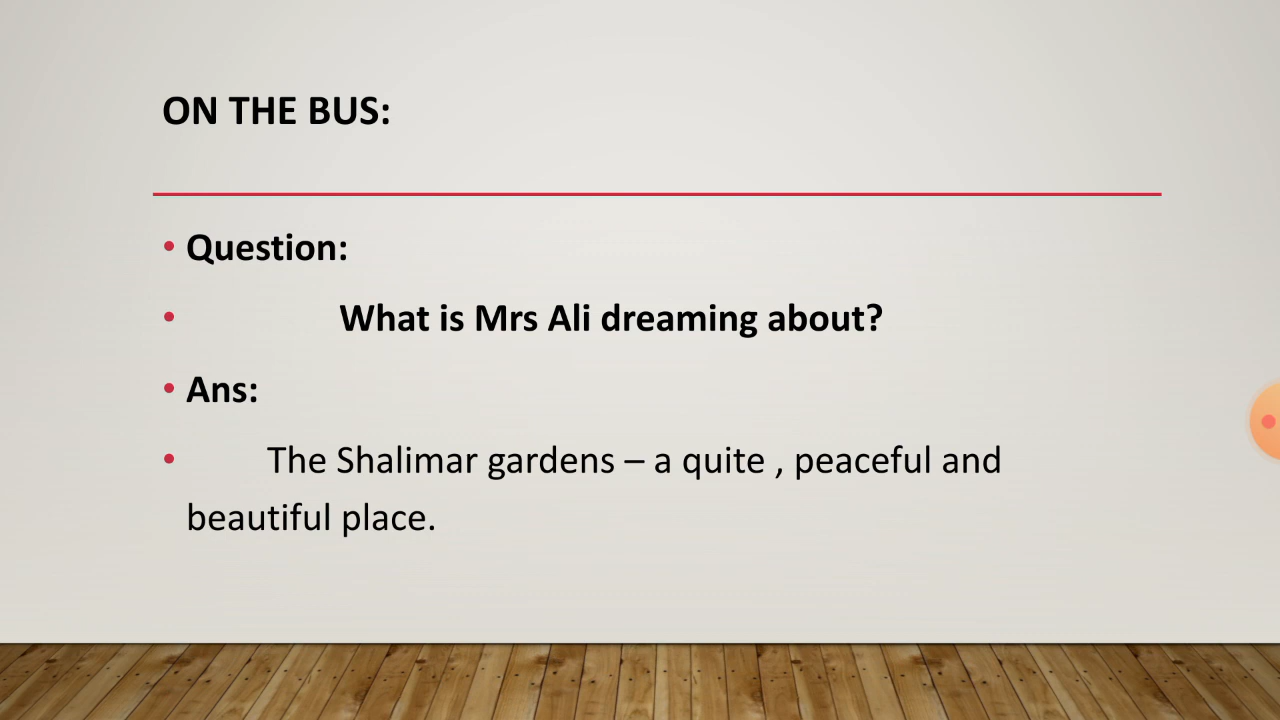 ON THE BUS:
• Question:
• What is Mrs Ali dreaming about?
• Ans:
• The Shalimar gardens – a quite , peaceful and
beautiful place.